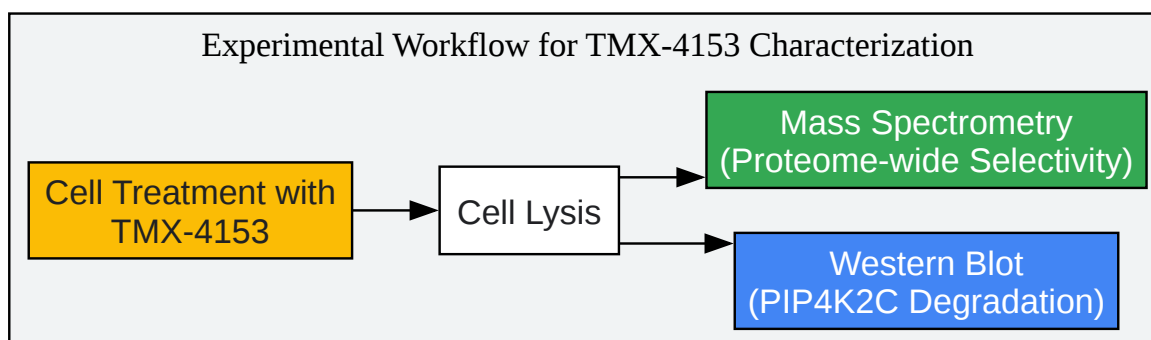 Experimental Workflow for TMX-4153 Characterization
Cell Treatment with
TMX-4153
Cell Lysis
Mass Spectrometry
(Proteome-wide Selectivity)
Western Blot
(PIP4K2C Degradation)